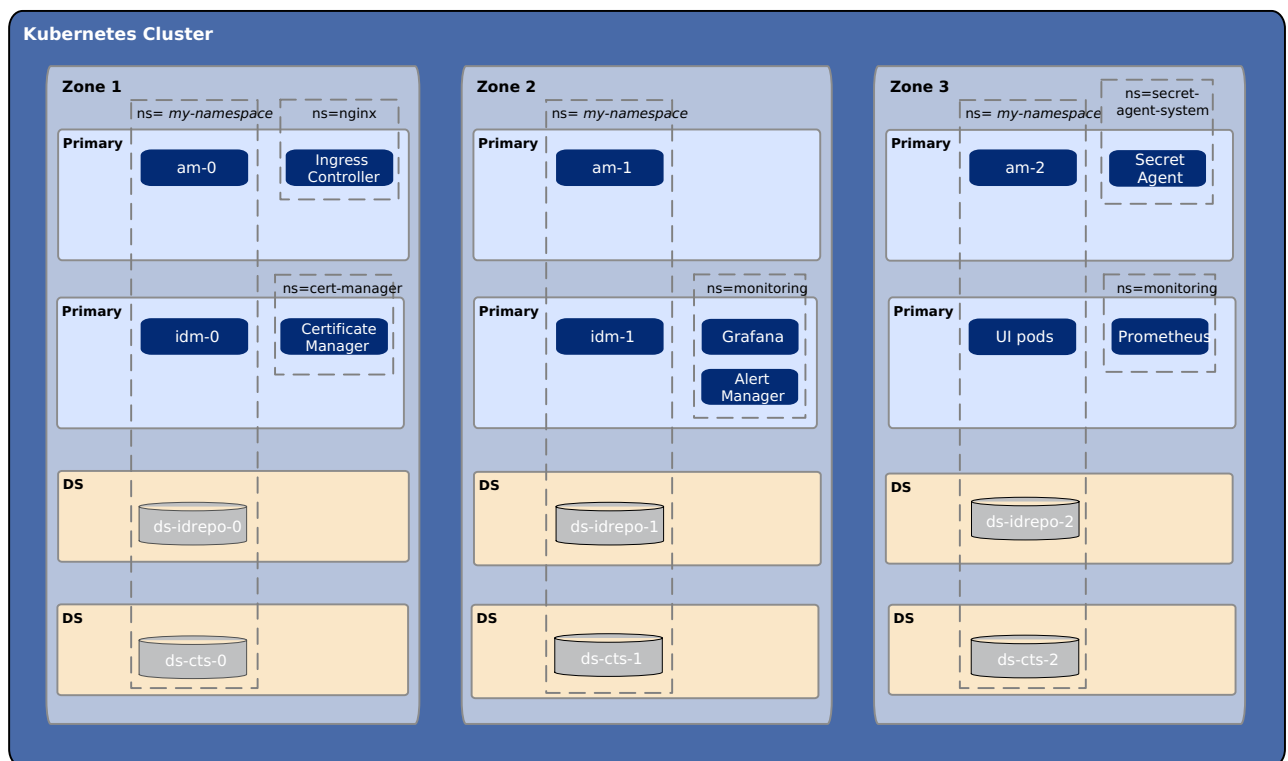 Kubernetes Cluster
Zone 1
ns= my-namespace
ns=nginx
Primary
am-0
Ingress
Controller
ns=cert-manager
Primary
idm-0
Certificate
Manager
DS
ds-idrepo-0
DS
ds-cts-0
Zone 2
ns= my-namespace
Primary
am-1
ns=monitoring
Primary
idm-1
Grafana
Alert
Manager
DS
ds-idrepo-1
DS
ds-cts-1
Zone 3
ns= my-namespace
ns=secret-
agent-system
Primary
am-2
Secret
Agent
ns=monitoring
Primary
UI pods
Prometheus
DS
ds-idrepo-2
DS
ds-cts-2